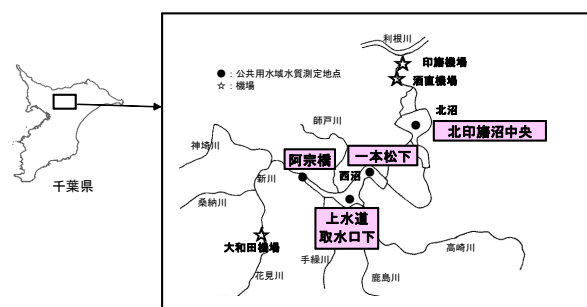 利根川
●：公共用水域水質測定地点
☆：機場
印旛機場
酒直機場
北沼
北印旛沼中央
師戸川
神崎川
阿宗橋
一本松下
西沼
新川
桑納川
上水道
取水口下
大和田機場
手繰川
高崎川
花見川
鹿島川
千葉県